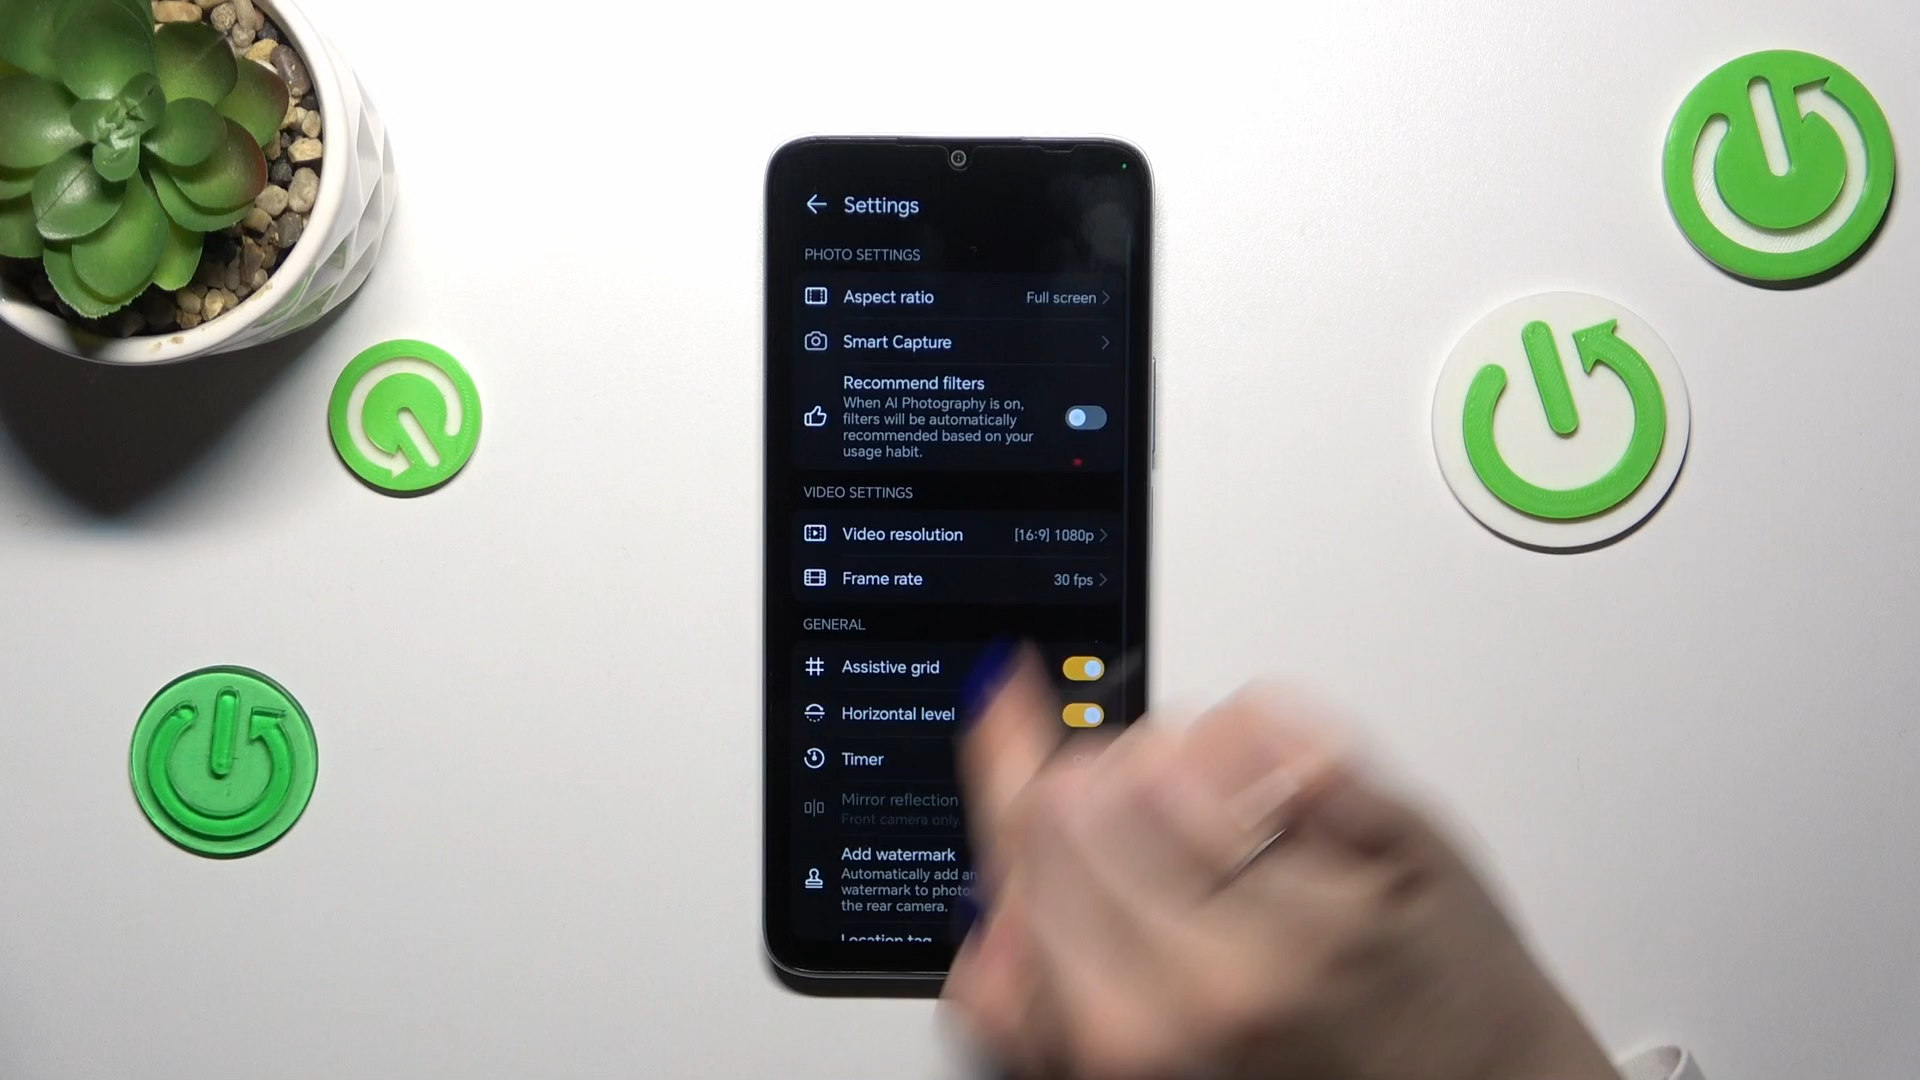 Settings
PHOTO SETTINGS
Aspect ratio Full screen
Smart Capture
Recommend filters
When AI Photography is on,
filters will be automatically
recommended based on your
usage habit.
VIDEO SETTINGS
Video resolution [16:9] 1080p
Frame rate 30 fps
GENERAL
Assistive grid
Horizontal level
Timer
Mirror reflection
Front camera only.
Add watermark
Automatically add
watermark to
the rear camera.
Location tag